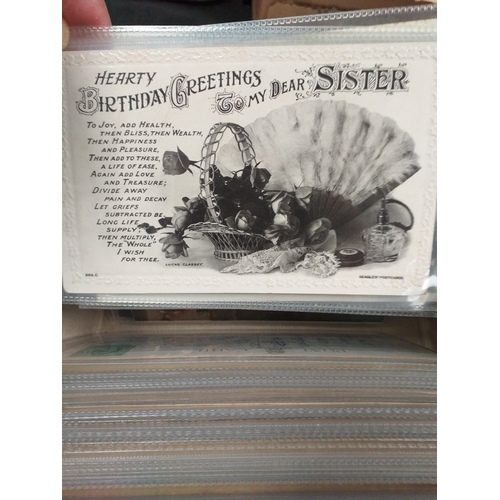 HEARTY
BIRTHDAY GREETINGS
TO MY DEAR SISTER
TO JOY, ADD HEALTH,
THEN BLISS, THEN WEALTH,
THEN HAPPINESS
AND PLEASURE,
THEN ADD TO THESE,
A LIFE OF EASE,
AGAIN ADD LOVE
AND TREASURE;
DIVIDE AWAY
PAIN AND DECAY
LET GRIEFS
SUBTRACTED BE.
LONG LIFE
SUPPLY,
THEN MULTIPLY,
THE "WHOLE" I WISH
FOR THEE.
LUCAS CLASSEY